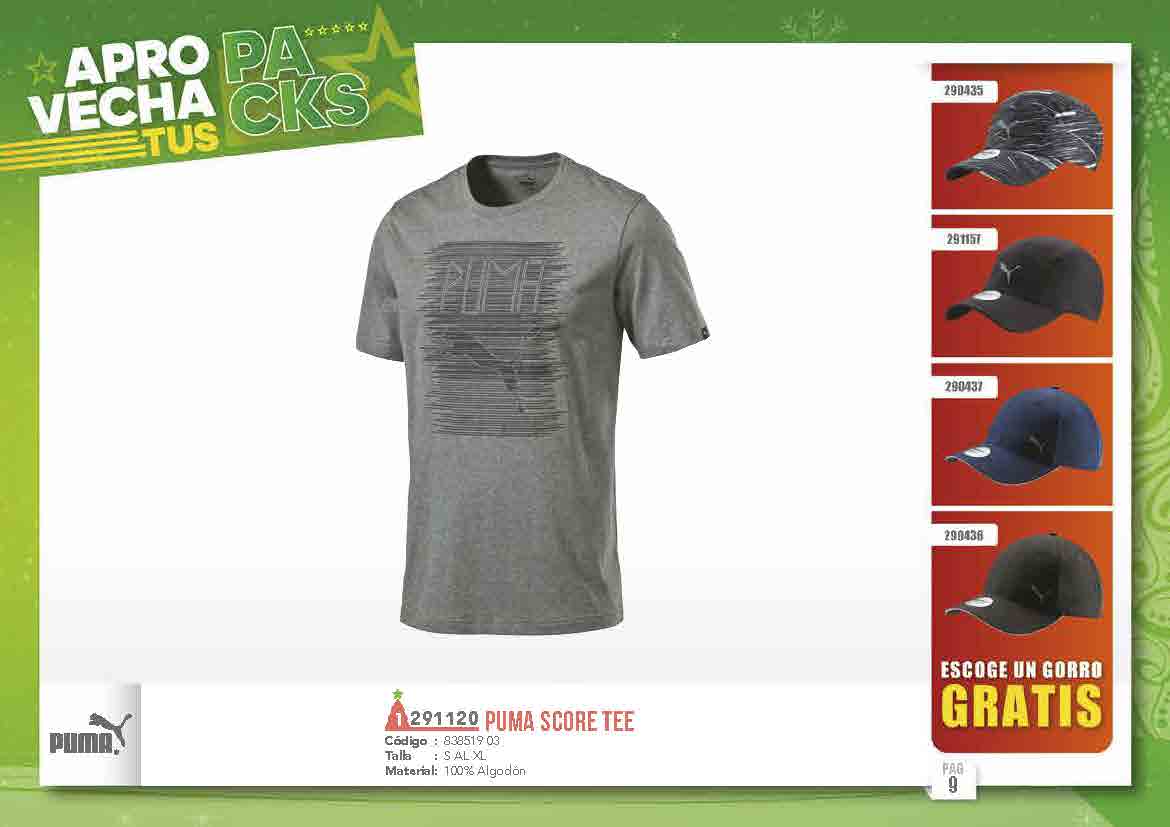 APRO
VECHA
TUS
PA
CKS
290435
291157
290437
290436
PUMA
ESCOGE UN GORRO
GRATIS
PUMA
1 291120 PUMA SCORE TEE
Código : 838519 03
Talla : S AL XL
Material: 100% Algodón
PAG
9